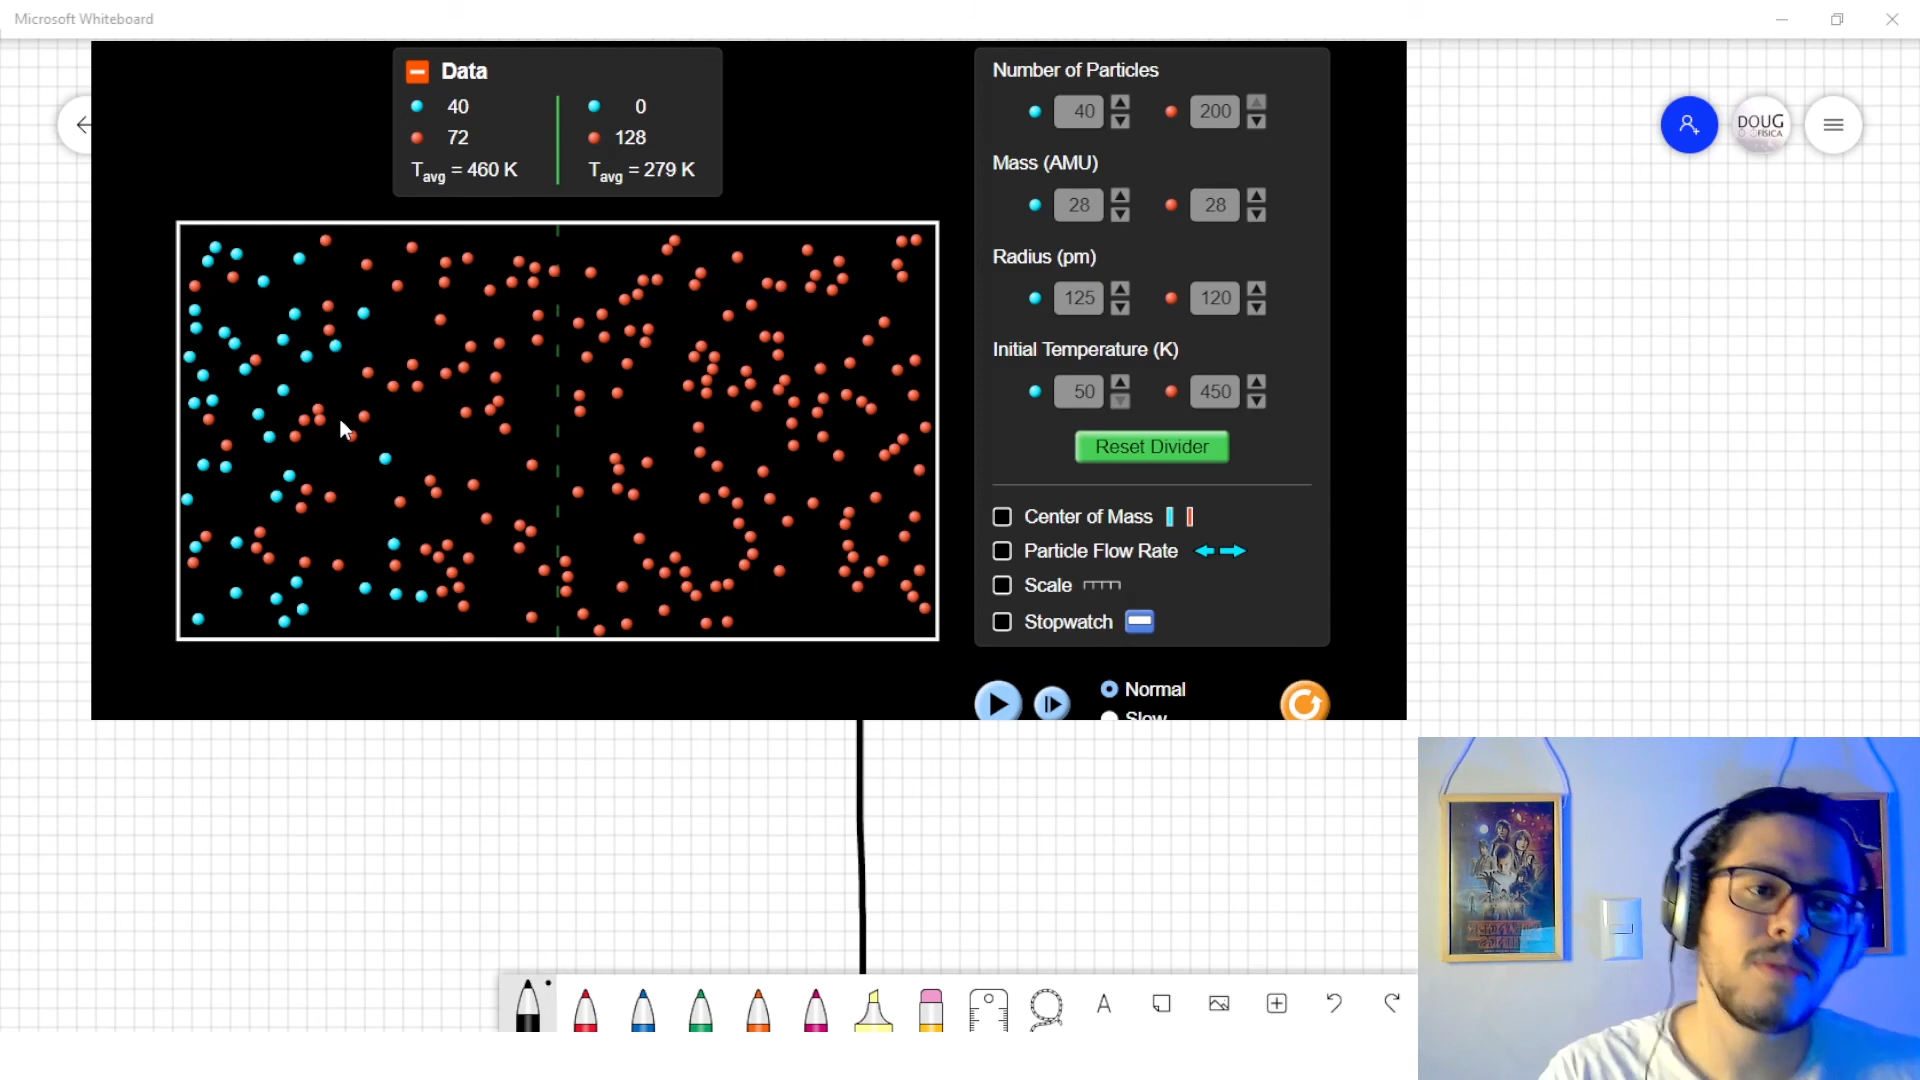 Microsoft Whiteboard
Data
40 0
72 128
Tavg = 460 K Tavg = 279 K
Number of Particles
40 200
Mass (AMU)
28 28
Radius (pm)
125 120
Initial Temperature (K)
50 450
Reset Divider
Center of Mass
Particle Flow Rate
Scale
Stopwatch
Normal
Slow
DOUG
FÍSICA
A